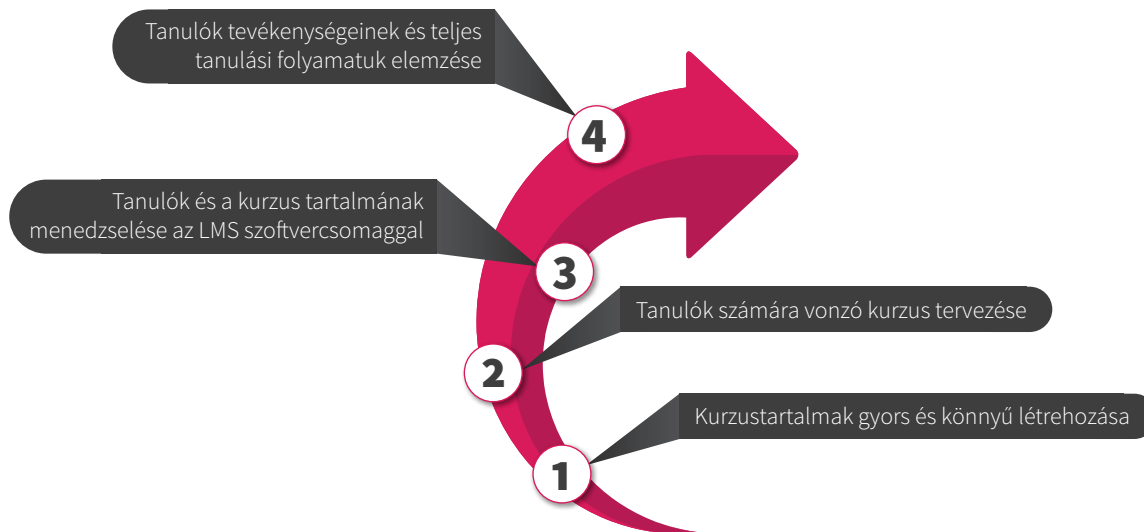 Tanulók tevékenységeinek és teljes
tanulási folyamatuk elemzése
4
Tanulók és a kurzus tartalmának
menedzselése az LMS szoftvercsomaggal
3
Tanulók számára vonzó kurzus tervezése
2
Kurzustartalmak gyors és könnyű létrehozása
1